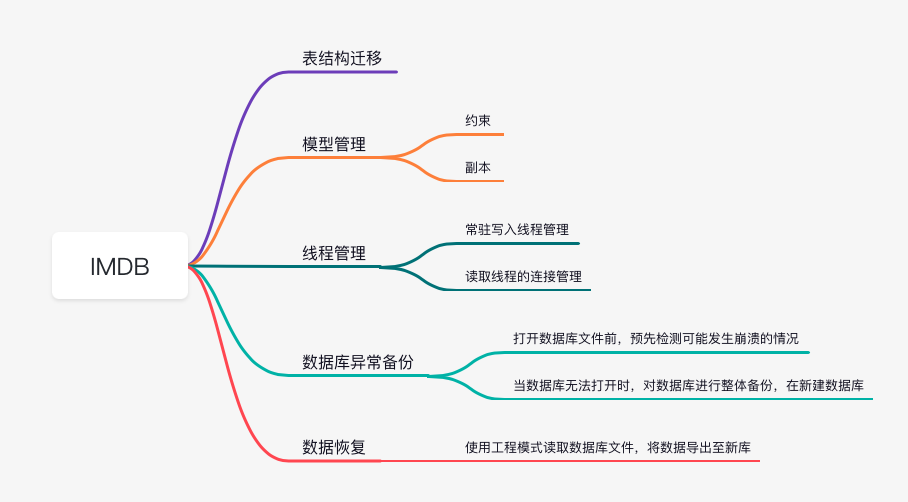 IMDB
表结构迁移
模型管理
约束
副本
线程管理
常驻写入线程管理
读取线程的连接管理
数据库异常备份
打开数据库文件前，预先检测可能发生崩溃的情况
当数据库无法打开时，对数据库进行整体备份，在新建数据库
数据恢复
使用工程模式读取数据库文件，将数据导出至新库